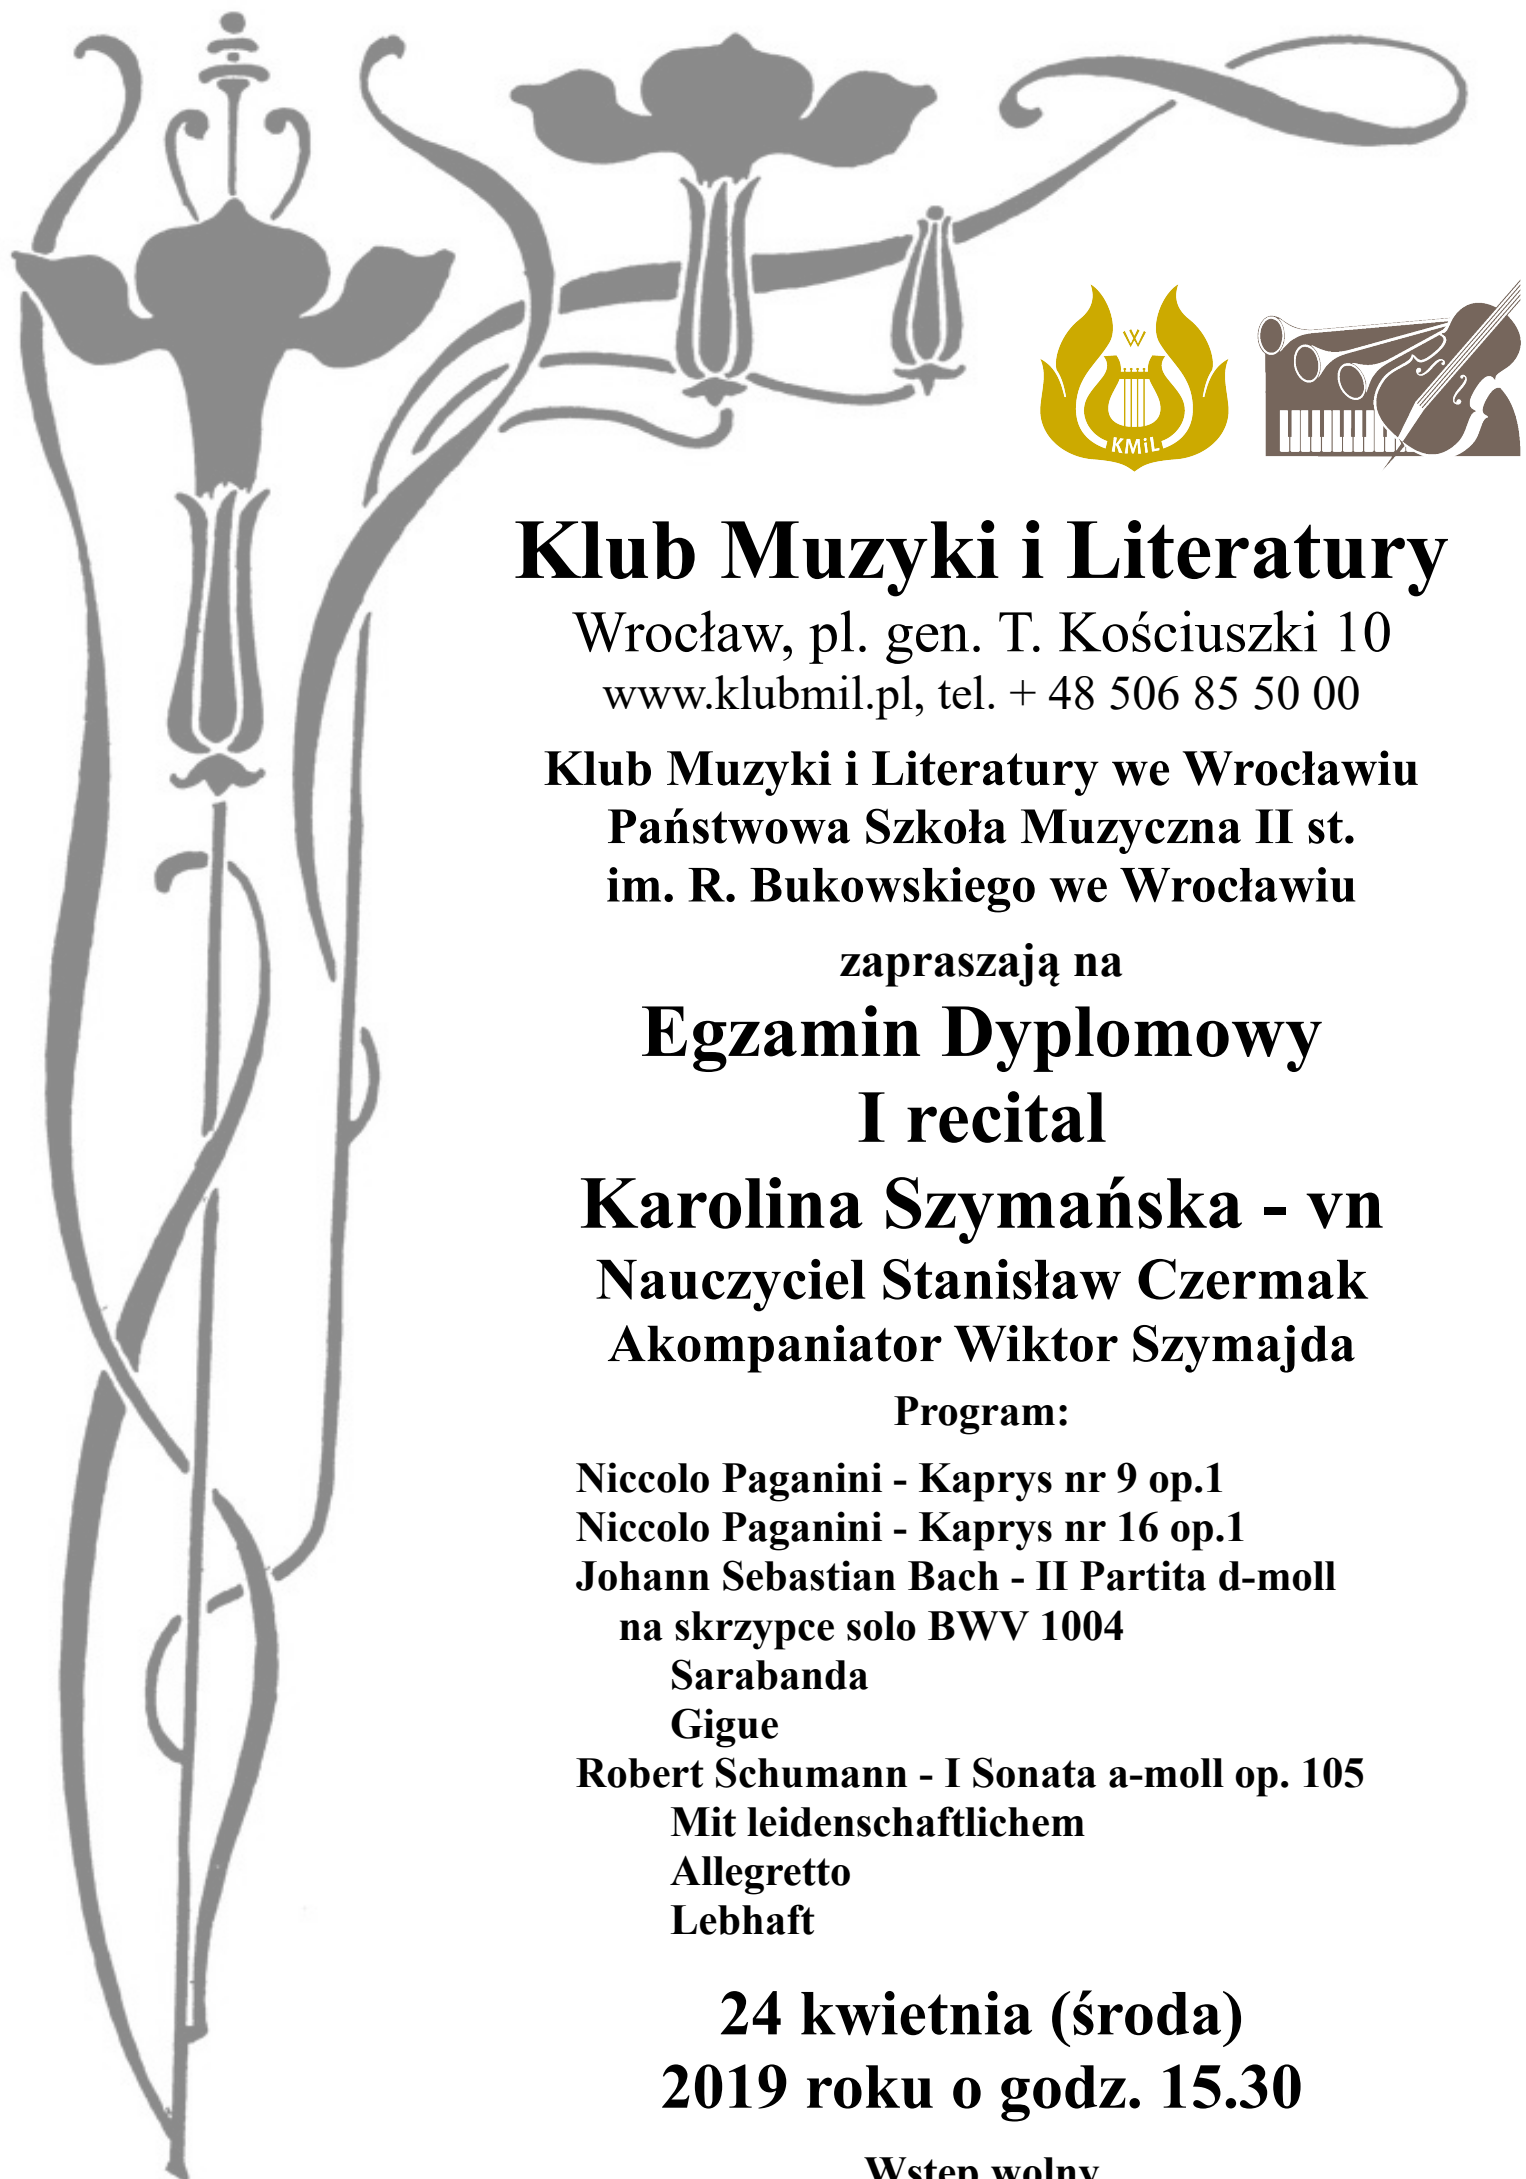 W
KMiL
Klub Muzyki i Literatury
Wrocław, pl. gen. T. Kościuszki 10
www.klubmil.pl, tel. + 48 506 85 50 00
Klub Muzyki i Literatury we Wrocławiu
Państwowa Szkoła Muzyczna II st.
im. R. Bukowskiego we Wrocławiu
zapraszają na
Egzamin Dyplomowy
I recital
Karolina Szymańska - vn
Nauczyciel Stanisław Czermak
Akompaniator Wiktor Szymajda
Program:
Niccolo Paganini - Kaprys nr 9 op.1
Niccolo Paganini - Kaprys nr 16 op.1
Johann Sebastian Bach - II Partita d-moll
na skrzypce solo BWV 1004
Sarabanda
Gigue
Robert Schumann - I Sonata a-moll op. 105
Mit leidenschaftlichem
Allegretto
Lebhaft
24 kwietnia (środa)
2019 roku o godz. 15.30
Wstęp wolny